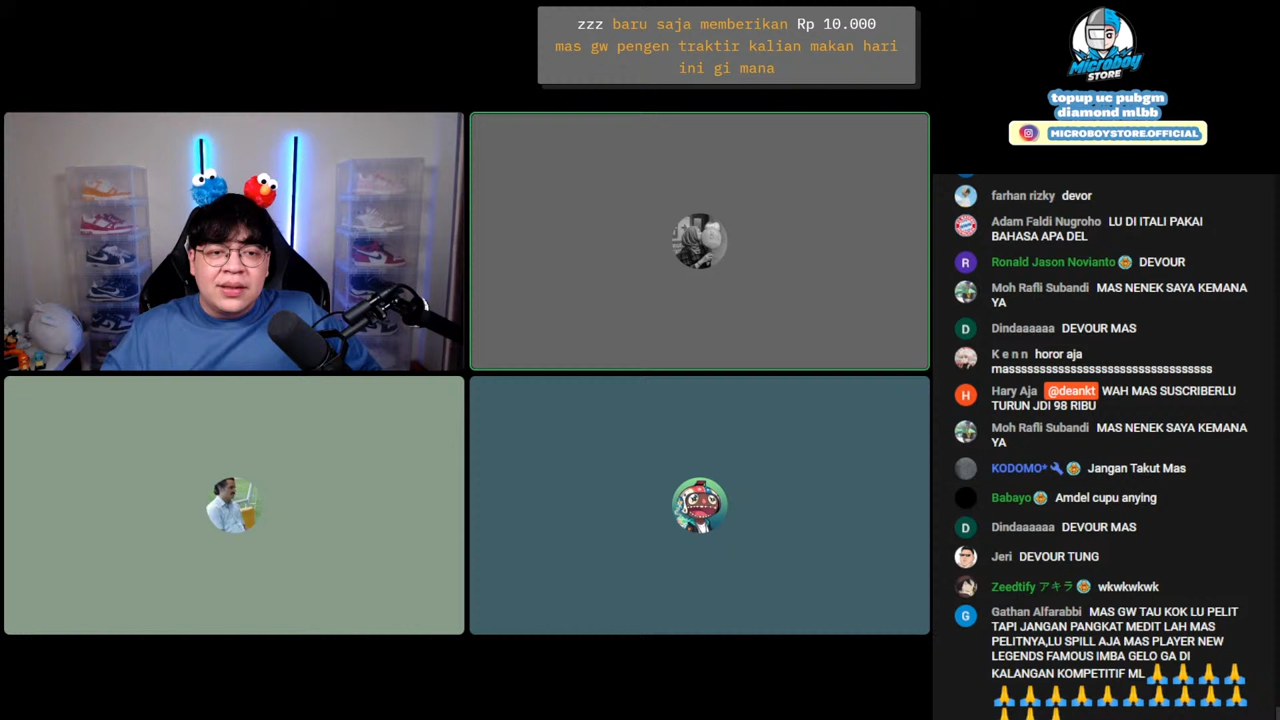 zzz baru saja memberikan Rp 10.000
mas gw pengen traktir kalian makan hari
ini gi mana
MICROBOY
STORE
topup uc pubgm
diamond mlbb
MICROBOYSTORE.OFFICIAL
farhan rizky devor
Adam Faldi Nugroho LU DI ITALI PAKAI
BAHASA APA DEL
R Ronald Jason Novianto DEVOUR
Moh Rafli Subandi MAS NENEK SAYA KEMANA
YA
D Dindaaaaaa DEVOUR MAS
K e n n horor aja
masssssssssssssssssssssssssssssssssss
H Hary Aja @deankt WAH MAS SUSCRIBERLU
TURUN JDI 98 RIBU
Moh Rafli Subandi MAS NENEK SAYA KEMANA
YA
KODOMO* Jangan Takut Mas
Babayo Amdel cupu anying
D Dindaaaaaa DEVOUR MAS
Jeri DEVOUR TUNG
Zeedtify アキラ wkwkwkwk
G Gathan Alfarabbi MAS GW TAU KOK LU PELIT
TAPI JANGAN PANGKAT MEDIT LAH MAS
PELITNYA,LU SPILL AJA MAS PLAYER NEW
LEGENDS FAMOUS IMBA GELO GA DI
KALANGAN KOMPETITIF ML🙏🙏🙏🙏
🙏🙏🙏🙏🙏🙏🙏🙏🙏🙏
🙏🙏🙏